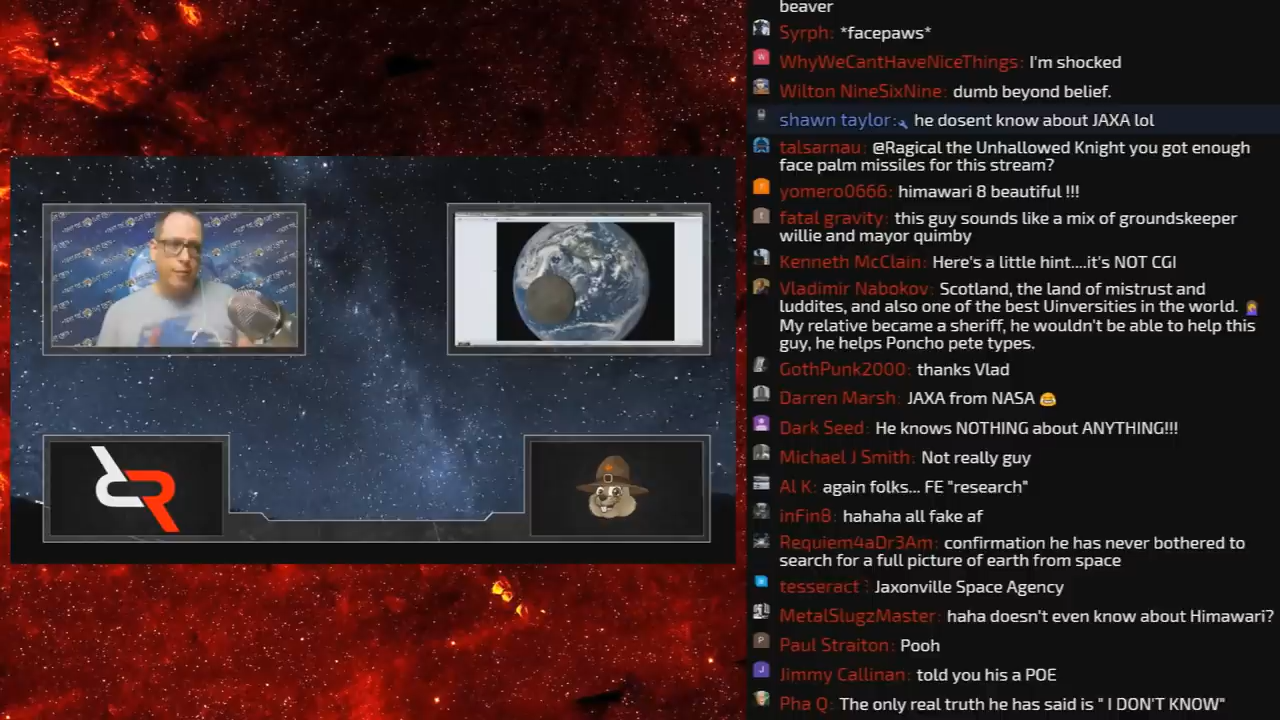 beaver
Syrph: *facepaws*
WhyWeCantHaveNiceThings: I'm shocked
Wilton NineSixNine: dumb beyond belief.
shawn taylor: he dosent know about JAXA lol
talsarnau: @Ragical the Unhallowed Knight you got enough
face palm missiles for this stream?
yomero0666: himawari 8 beautiful !!!
fatal gravity: this guy sounds like a mix of groundskeeper
willie and mayor quimby
Kenneth McClain: Here's a little hint....it's NOT CGI
Vladimir Nabokov: Scotland, the land of mistrust and
luddites, and also one of the best Uinversities in the world. 🤦‍♀️
My relative became a sheriff, he wouldn't be able to help this
guy, he helps Poncho pete types.
GothPunk2000: thanks Vlad
Darren Marsh: JAXA from NASA 😂
Dark Seed: He knows NOTHING about ANYTHING!!!
Michael J Smith: Not really guy
Al K: again folks... FE "research"
inFin8: hahaha all fake af
Requiem4aDr3Am: confirmation he has never bothered to
search for a full picture of earth from space
tesseract : Jaxonville Space Agency
MetalSlugzMaster: haha doesn't even know about Himawari?
Paul Straiton: Pooh
Jimmy Callinan: told you his a POE
Pha Q: The only real truth he has said is " I DON'T KNOW"